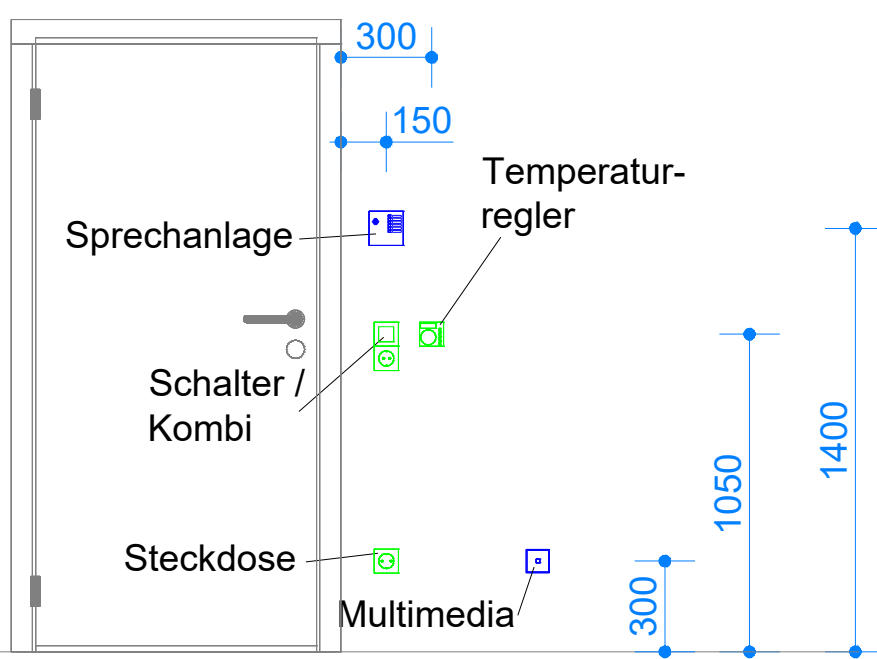 300
150
Temperatur-
regler
Sprechanlage
Schalter /
Kombi
1400
1050
Steckdose
300
Multimedia